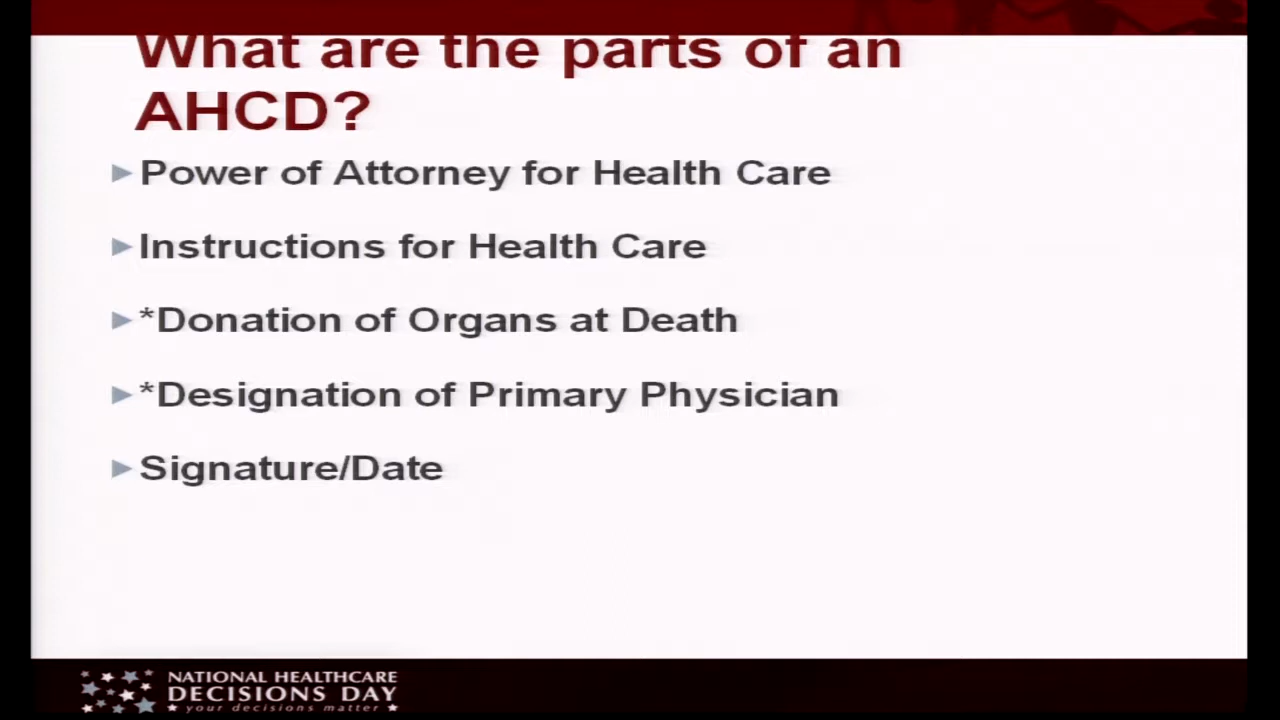 What are the parts of an
AHCD?
Power of Attorney for Health Care
Instructions for Health Care
*Donation of Organs at Death
*Designation of Primary Physician
Signature/Date
NATIONAL HEALTHCARE
DECISIONS DAY
your decisions matter